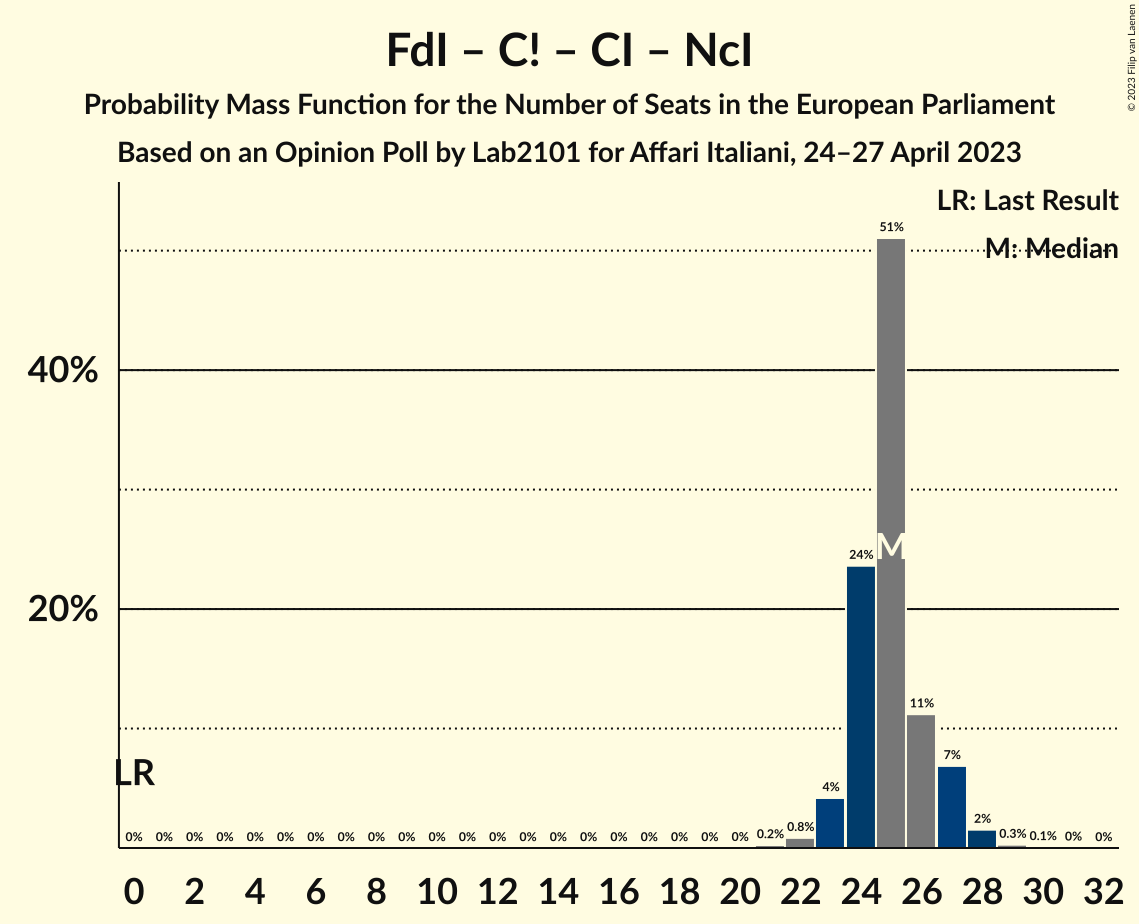 FdI – C! – CI – NcI
Probability Mass Function for the Number of Seats in the European Parliament
Based on an Opinion Poll by Lab2101 for Affari Italiani, 24–27 April 2023
© 2023 Filip van Laenen
LR: Last Result
M: Median
51%
40%
M
24%
20%
11%
7%
LR
4%
2%
0% 0% 0% 0% 0% 0% 0% 0% 0% 0% 0% 0% 0% 0% 0% 0% 0% 0% 0% 0% 0% 0.2% 0.8% 0.3% 0.1% 0% 0%
0 2 4 6 8 10 12 14 16 18 20 22 24 26 28 30 32